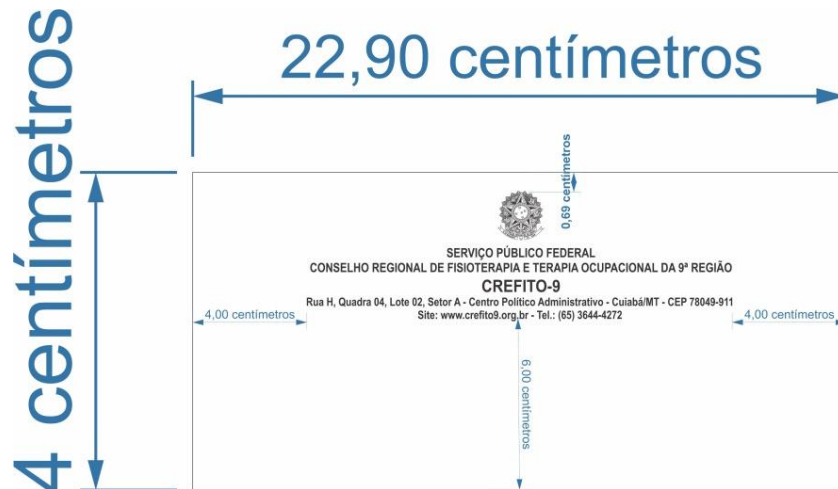 22,90 centímetros
4 centímetros
0,69 centímetros
SERVIÇO PÚBLICO FEDERAL
CONSELHO REGIONAL DE FISIOTERAPIA E TERAPIA OCUPACIONAL DA 9ª REGIÃO
CREFITO-9
Rua H, Quadra 04, Lote 02, Setor A - Centro Político Administrativo - Cuiabá/MT - CEP 78049-911
Site: www.crefito9.org.br - Tel.: (65) 3644-4272
4,00 centímetros
4,00 centímetros
6,00 centímetros